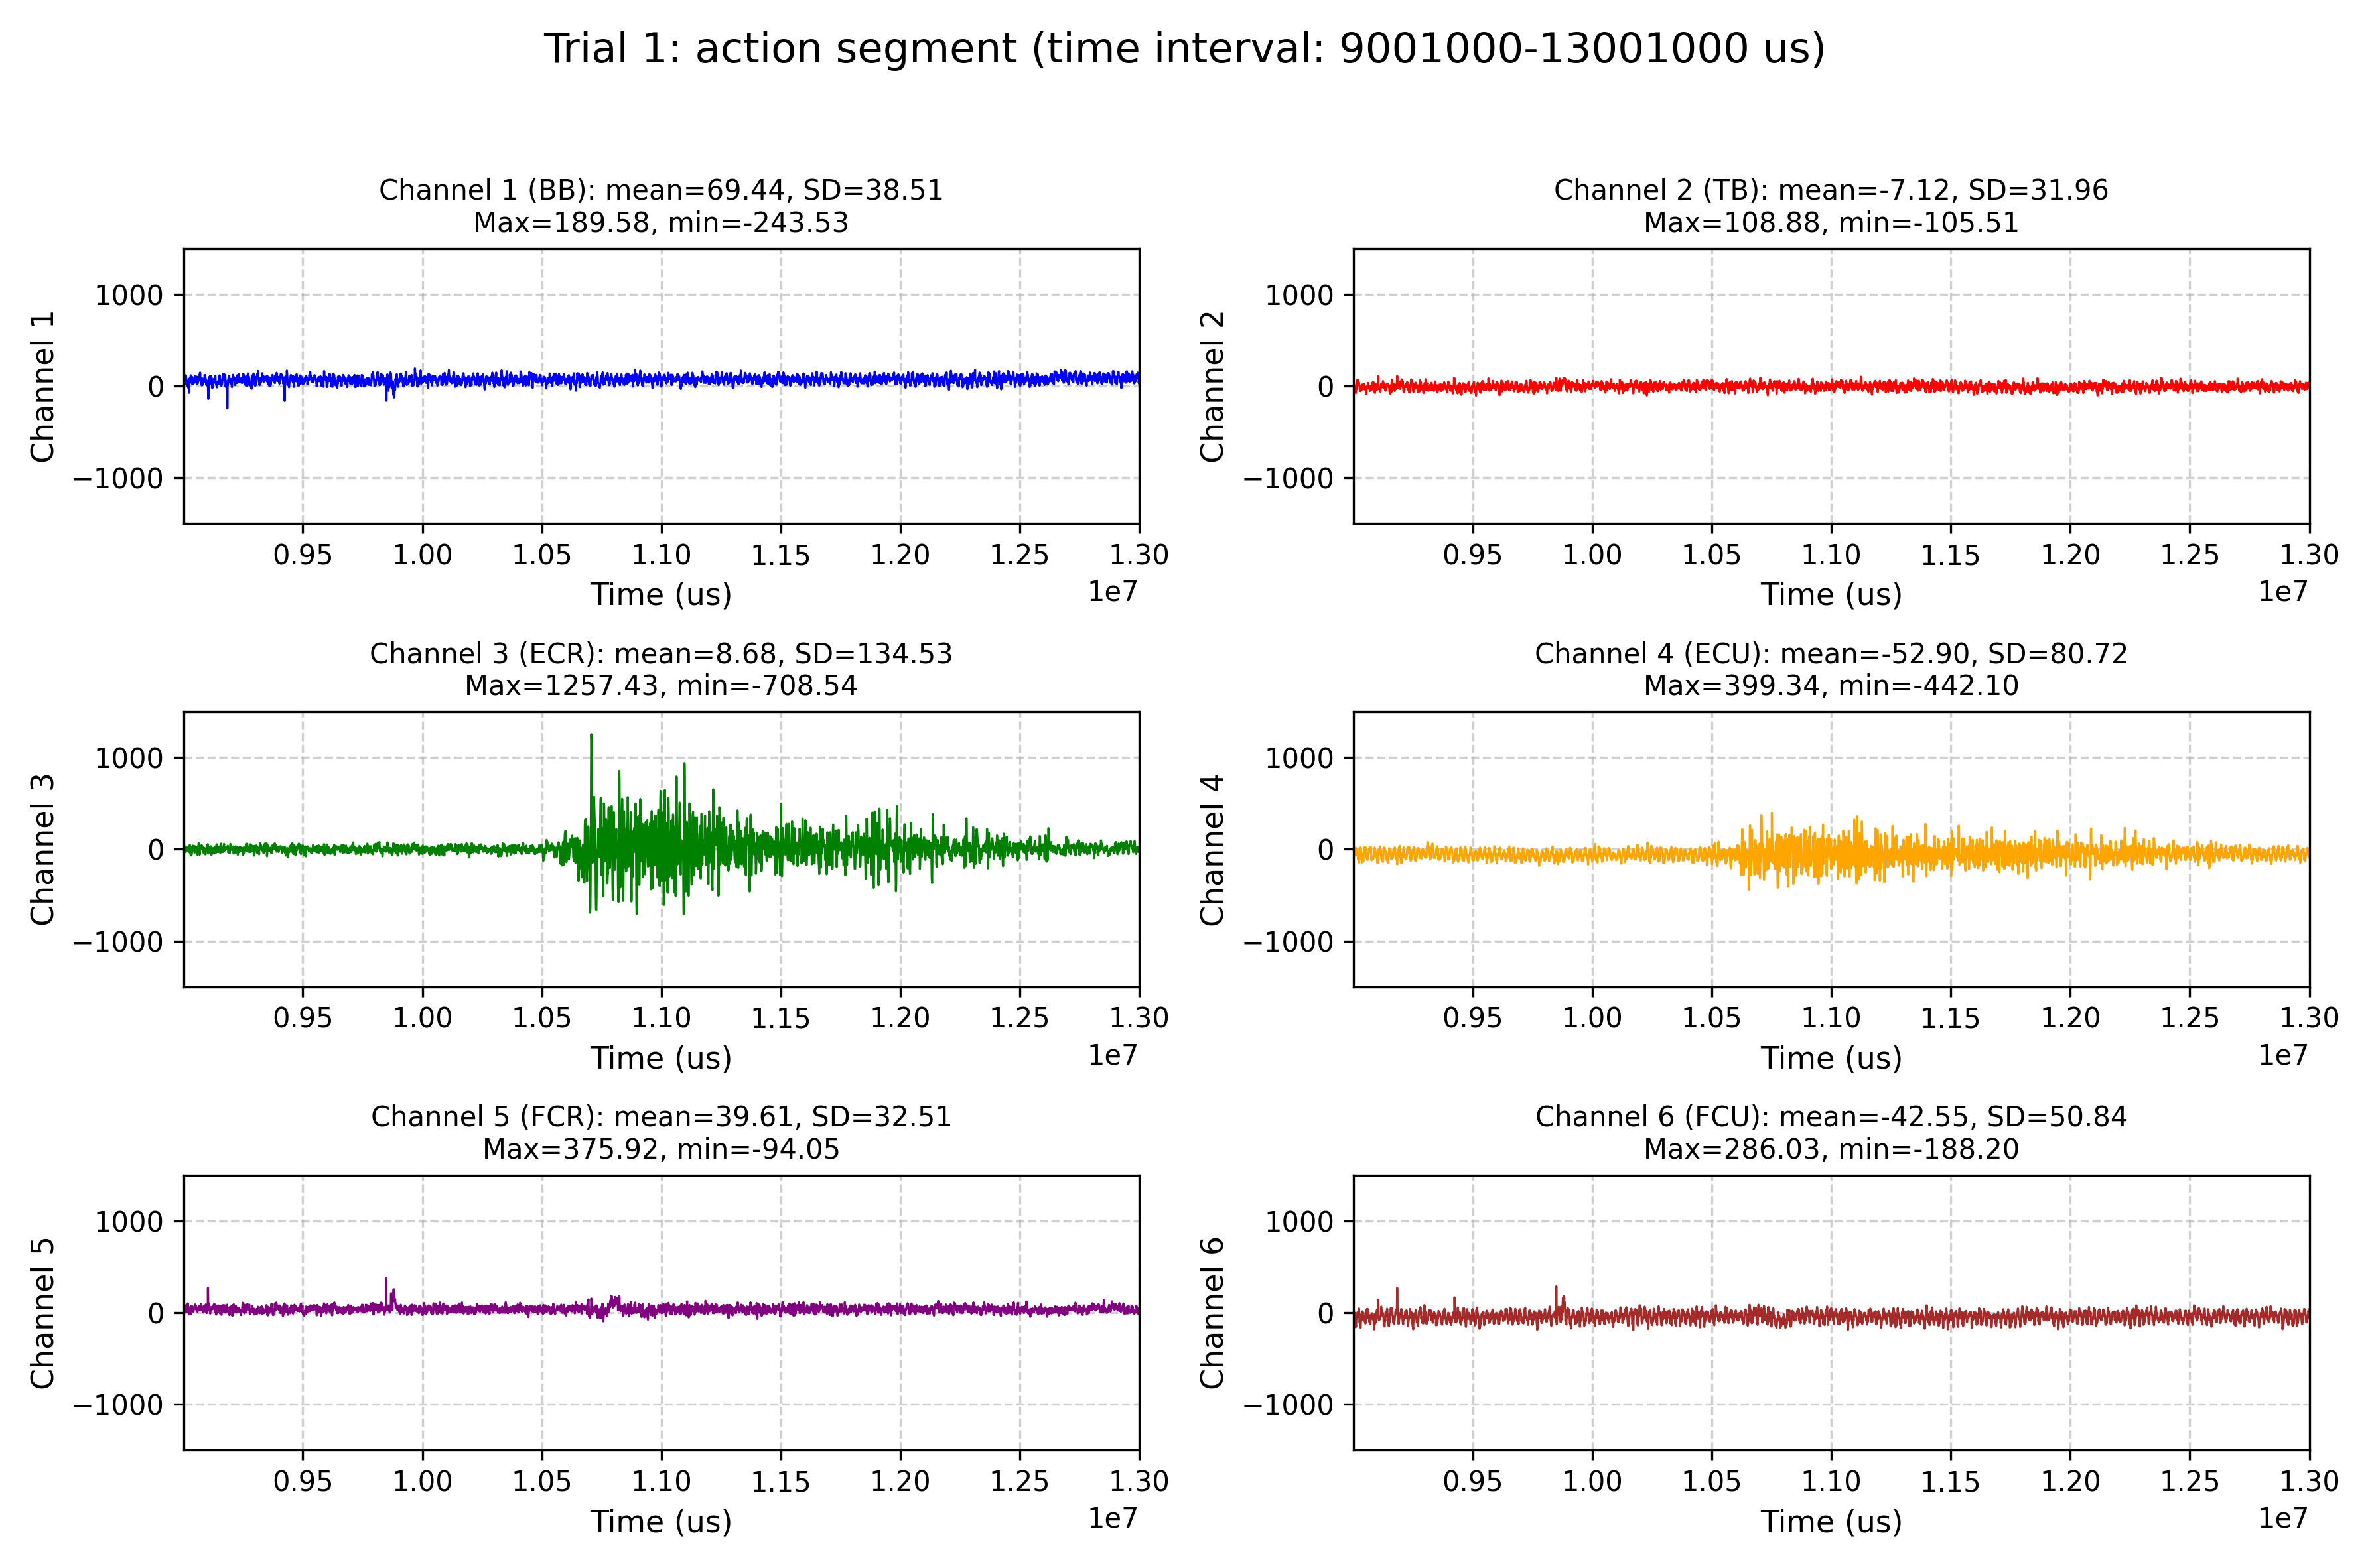 Trial 1: action segment (time interval: 9001000-13001000 us)
Channel 1 (BB): mean=69.44, SD=38.51
Max=189.58, min=-243.53
Channel 1
1000
0
−1000
0.95 1.00 1.05 1.10 1.15 1.20 1.25 1.30
Time (us)
1e7
Channel 2 (TB): mean=-7.12, SD=31.96
Max=108.88, min=-105.51
Channel 2
1000
0
−1000
0.95 1.00 1.05 1.10 1.15 1.20 1.25 1.30
Time (us)
1e7
Channel 3 (ECR): mean=8.68, SD=134.53
Max=1257.43, min=-708.54
Channel 3
1000
0
−1000
0.95 1.00 1.05 1.10 1.15 1.20 1.25 1.30
Time (us)
1e7
Channel 4 (ECU): mean=-52.90, SD=80.72
Max=399.34, min=-442.10
Channel 4
1000
0
−1000
0.95 1.00 1.05 1.10 1.15 1.20 1.25 1.30
Time (us)
1e7
Channel 5 (FCR): mean=39.61, SD=32.51
Max=375.92, min=-94.05
Channel 5
1000
0
−1000
0.95 1.00 1.05 1.10 1.15 1.20 1.25 1.30
Time (us)
1e7
Channel 6 (FCU): mean=-42.55, SD=50.84
Max=286.03, min=-188.20
Channel 6
1000
0
−1000
0.95 1.00 1.05 1.10 1.15 1.20 1.25 1.30
Time (us)
1e7